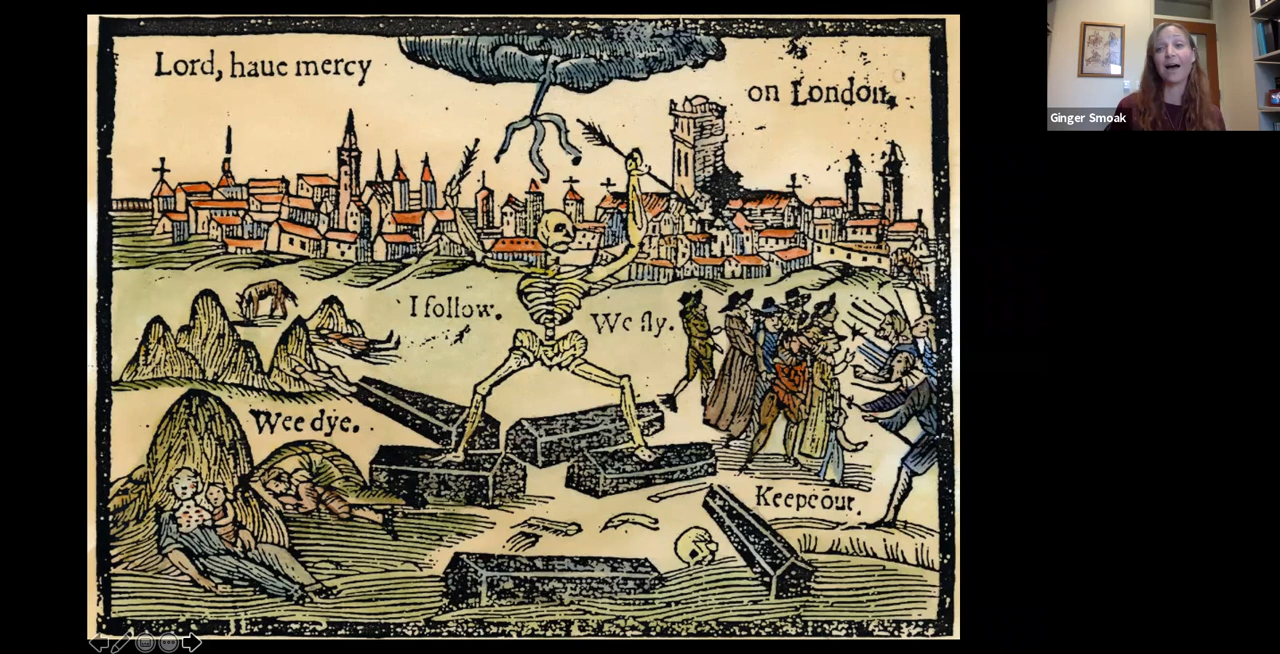 Lord, haue mercy
on London.
I follow.
We fly.
Wee dye.
Keepe out.
Ginger Smoak